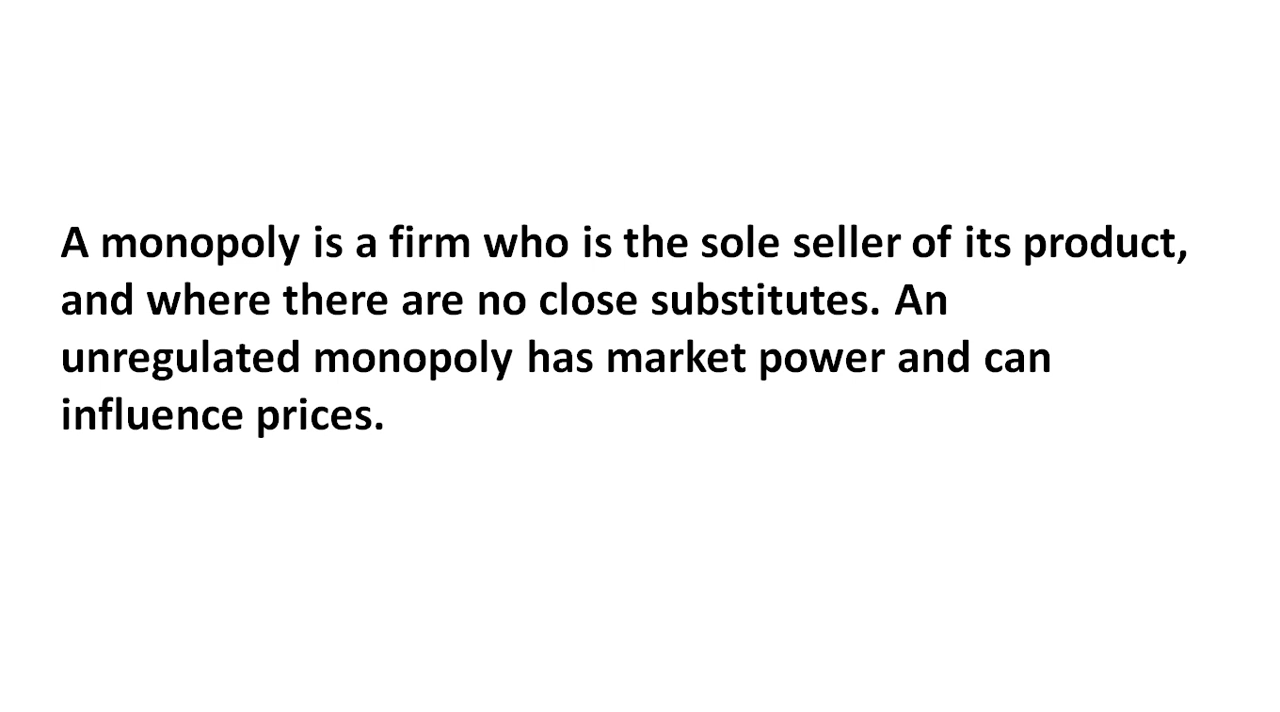 A monopoly is a firm who is the sole seller of its product,
and where there are no close substitutes. An
unregulated monopoly has market power and can
influence prices.